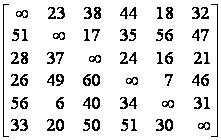 ∞ 23 38 44 18 32
51 ∞ 17 35 56 47
28 37 ∞ 24 16 21
26 49 60 ∞ 7 46
56 6 40 34 ∞ 31
33 20 50 51 30 ∞